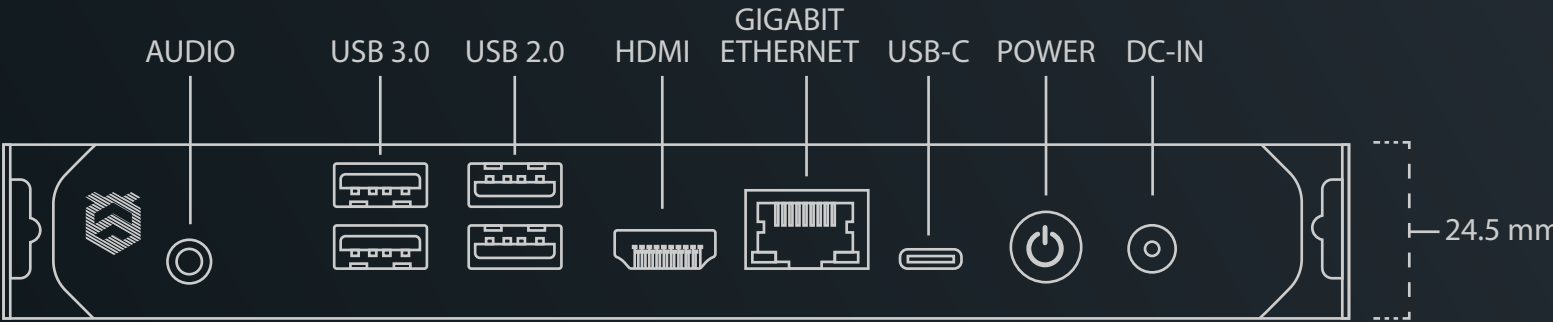 AUDIO
USB 3.0
USB 2.0
HDMI
GIGABIT
ETHERNET
USB-C
POWER
DC-IN
24.5 mm